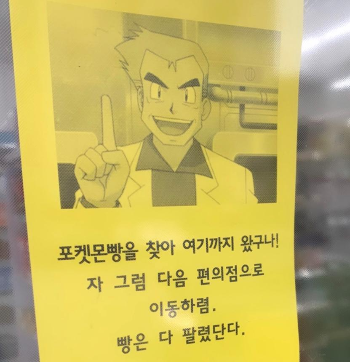 포켓몬빵을 찾아 여기까지 왔구나!
자 그럼 다음 편의점으로
이동하렴.
빵은 다 팔렸단다.